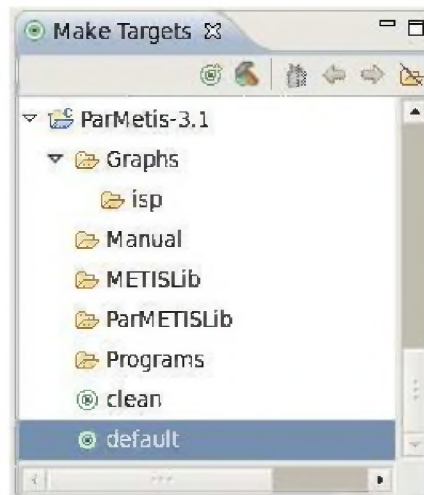 Make Targets
ParMetis-3.1
Graphs
isp
Manual
METISLib
ParMETISLib
Programs
clean
default